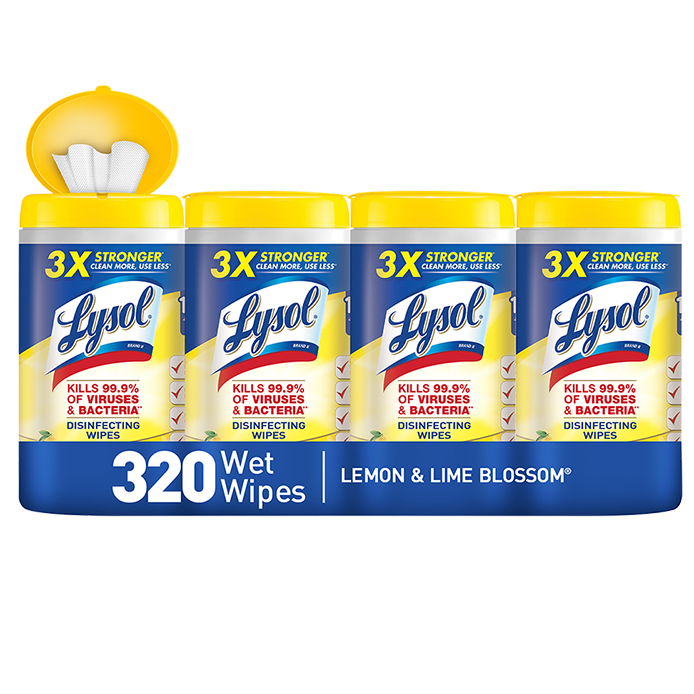 3X STRONGER*
CLEAN MORE, USE LESS*
Lysol
BRAND II
KILLS 99.9%
OF VIRUSES
& BACTERIA**
DISINFECTING
WIPES
3X STRONGER*
CLEAN MORE, USE LESS*
Lysol
KILLS 99.9%
OF VIRUSES
& BACTERIA**
DISINFECTING
WIPES
3X STRONGER*
CLEAN MORE, USE LESS*
Lysol
KILLS 99.9%
OF VIRUSES
& BACTERIA**
DISINFECTING
WIPES
3X STRONGER*
CLEAN MORE, USE LESS*
Lysol
KILLS 99.9%
OF VIRUSES
& BACTERIA**
DISINFECTING
WIPES
320 Wet
Wipes
LEMON & LIME BLOSSOM®